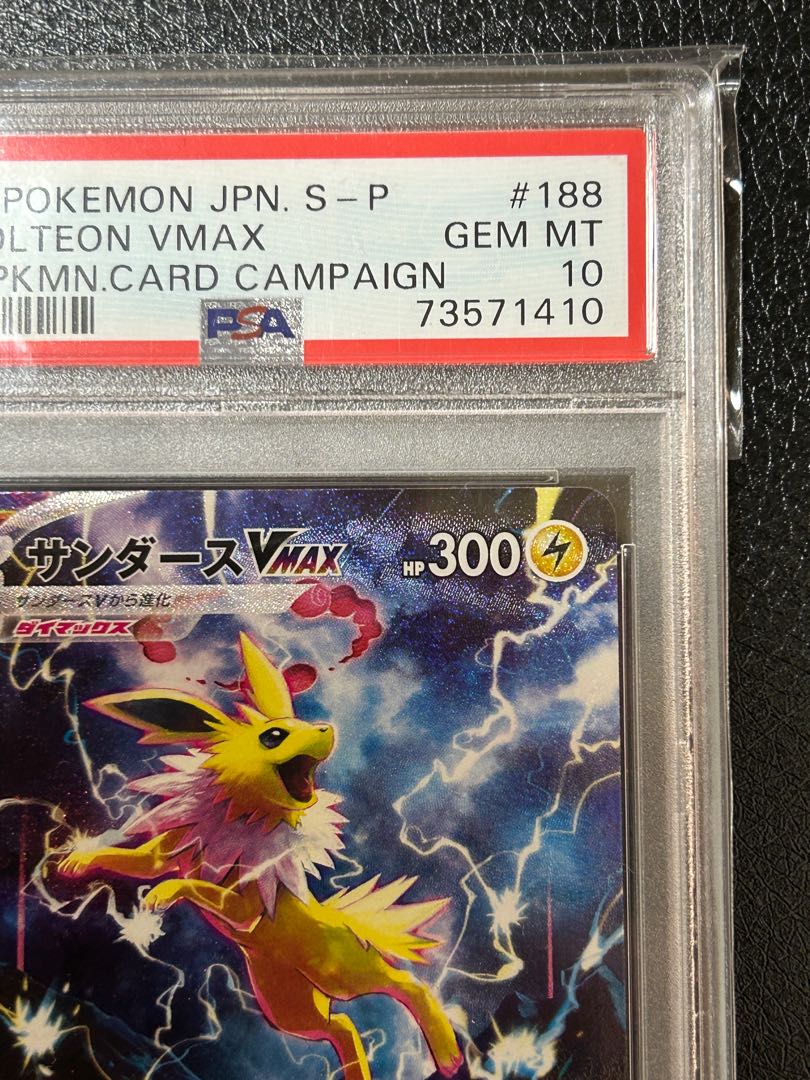 POKEMON JPN. S-P #188
OLTEON VMAX GEM MT
PKMN.CARD CAMPAIGN 10
PSA 73571410
サンダースVMAX HP 300
サンダースVから進化
ダイマックス